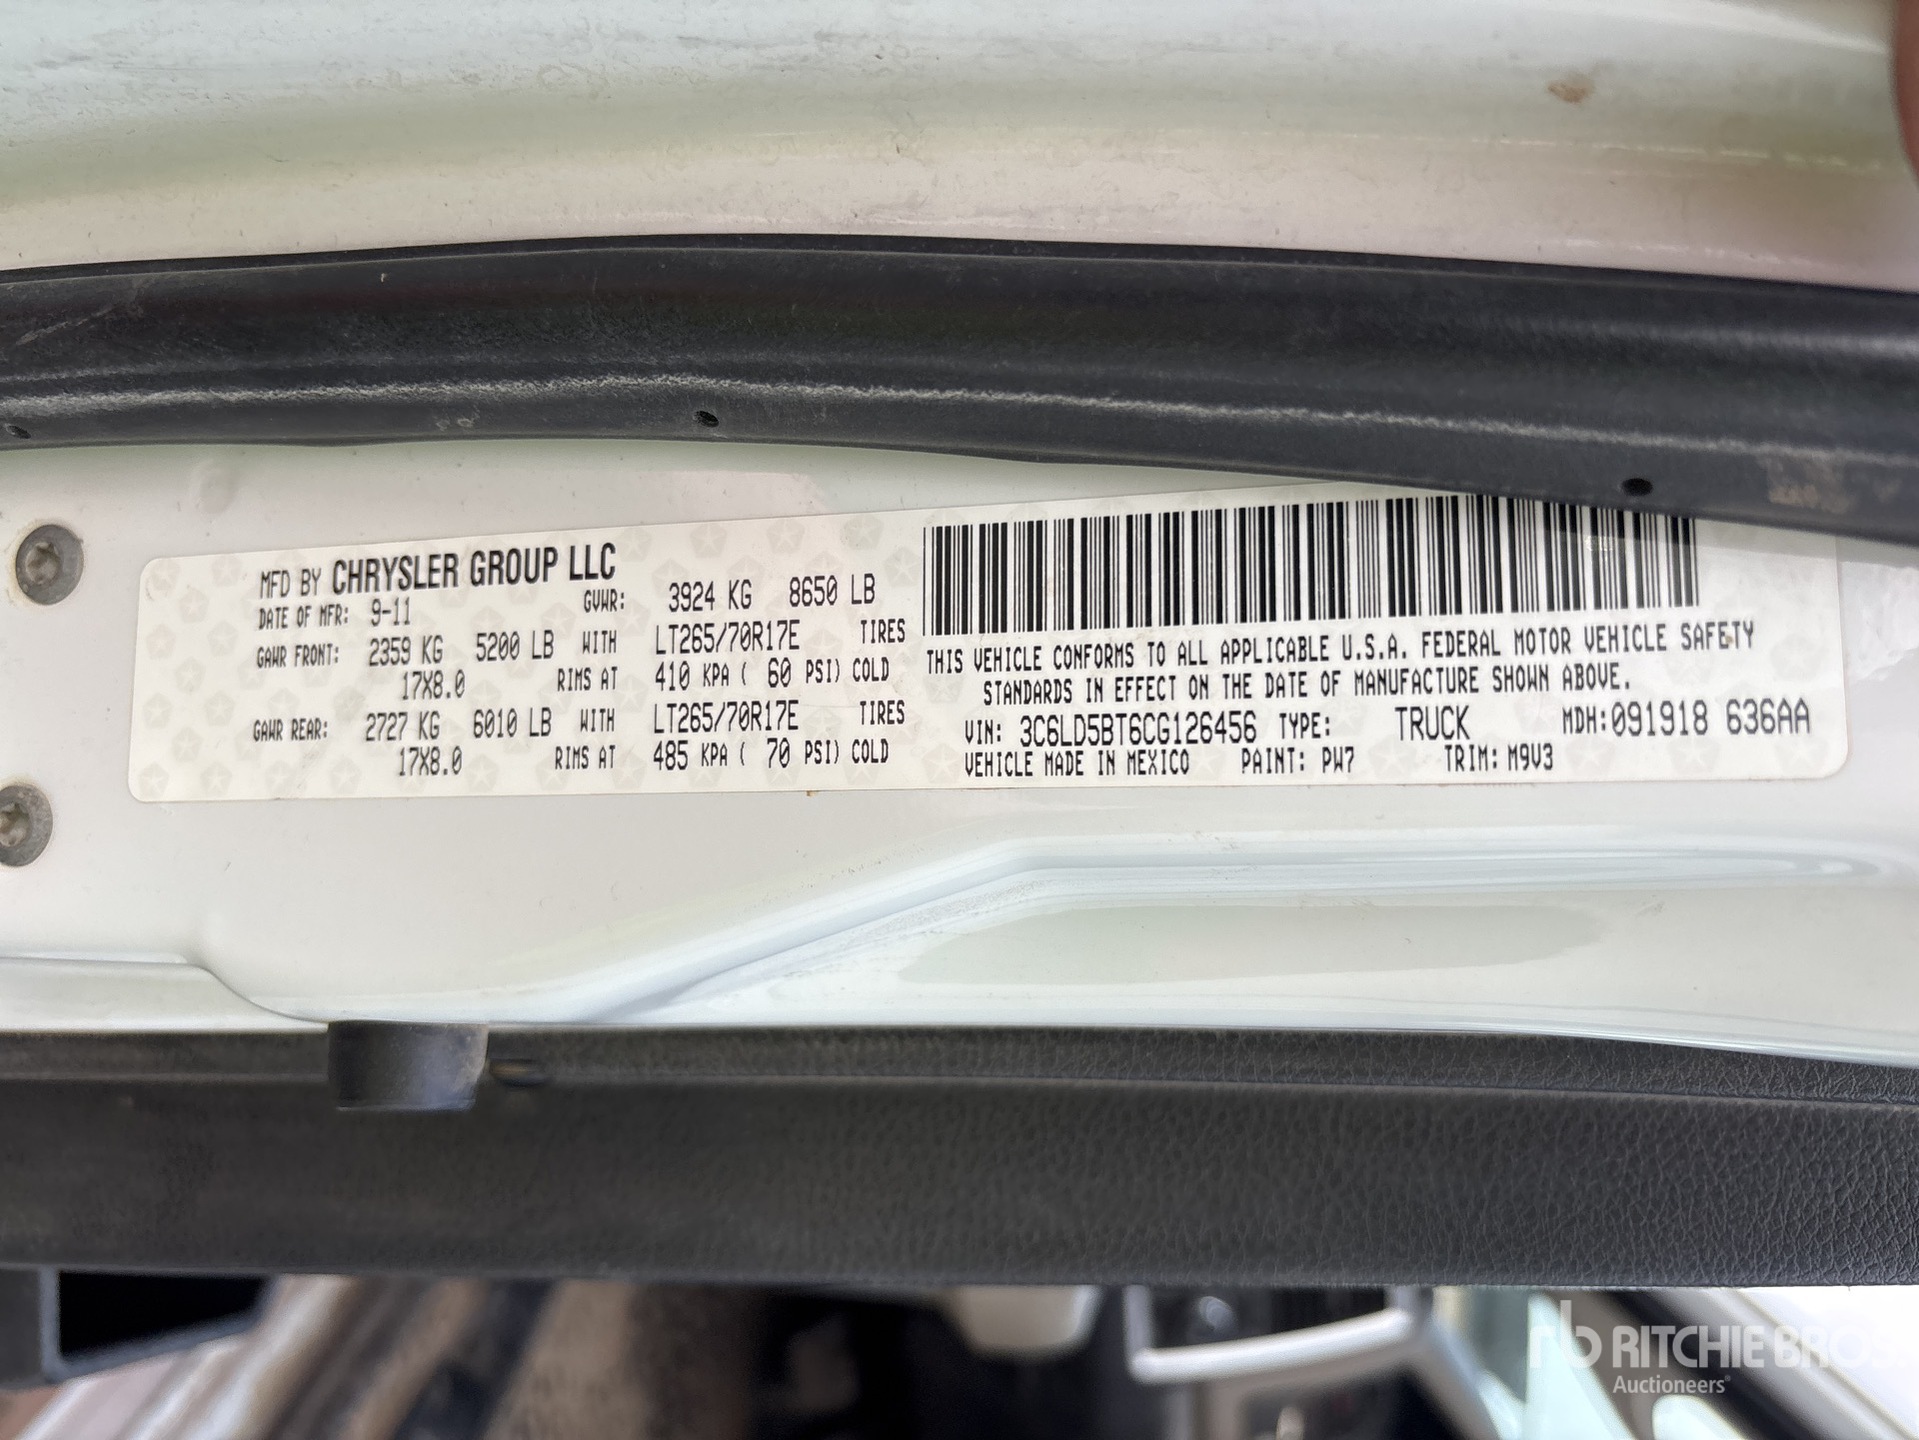 MFD BY CHRYSLER GROUP LLC
DATE OF MFR: 9-11 GVWR: 3924 KG 8650 LB
GAWR FRONT: 2359 KG 5200 LB WITH LT265/70R17E TIRES
17X8.0 RIMS AT 410 KPA ( 60 PSI) COLD
GAWR REAR: 2727 KG 6010 LB WITH LT265/70R17E TIRES
17X8.0 RIMS AT 485 KPA ( 70 PSI) COLD
THIS VEHICLE CONFORMS TO ALL APPLICABLE U.S.A. FEDERAL MOTOR VEHICLE SAFETY
STANDARDS IN EFFECT ON THE DATE OF MANUFACTURE SHOWN ABOVE.
VIN: 3C6LD5BT6CG126456 TYPE: TRUCK MDH:091918 636AA
VEHICLE MADE IN MEXICO PAINT: PW7 TRIM: M9V3
rb RITCHIE BROS.
Auctioneers®